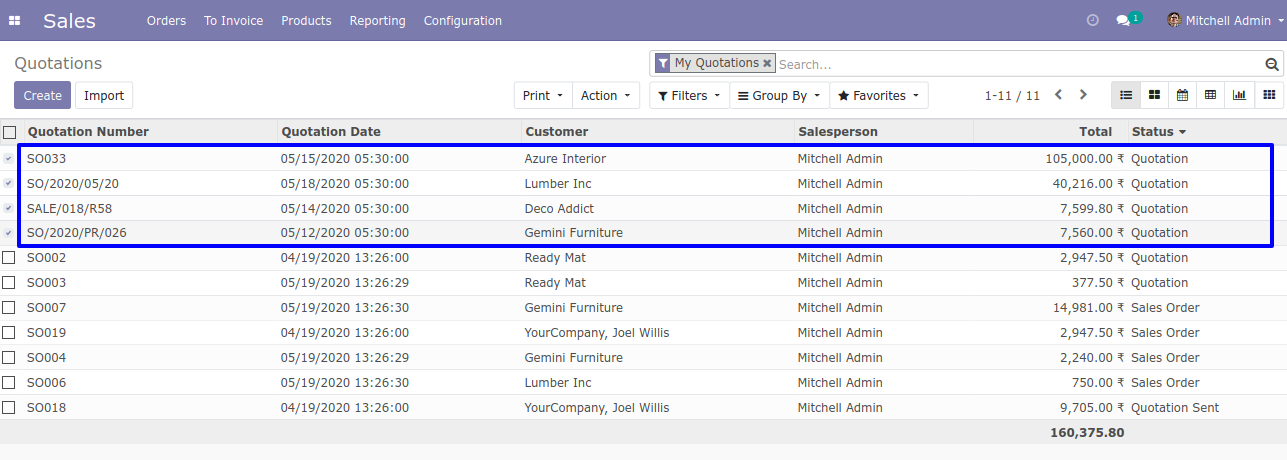 Sales Orders To Invoice Products Reporting Configuration 1 Mitchell Admin
Quotations My Quotations Search...
Create Import Print Action Filters Group By Favorites 1-11 / 11
Quotation Number Quotation Date Customer Salesperson Total Status
SO033 05/15/2020 05:30:00 Azure Interior Mitchell Admin 105,000.00 ₹ Quotation
SO/2020/05/20 05/18/2020 05:30:00 Lumber Inc Mitchell Admin 40,216.00 ₹ Quotation
SALE/018/R58 05/14/2020 05:30:00 Deco Addict Mitchell Admin 7,599.80 ₹ Quotation
SO/2020/PR/026 05/12/2020 05:30:00 Gemini Furniture Mitchell Admin 7,560.00 ₹ Quotation
SO002 04/19/2020 13:26:00 Ready Mat Mitchell Admin 2,947.50 ₹ Quotation
SO003 05/19/2020 13:26:29 Ready Mat Mitchell Admin 377.50 ₹ Quotation
SO007 05/19/2020 13:26:30 Gemini Furniture Mitchell Admin 14,981.00 ₹ Sales Order
SO019 04/19/2020 13:26:00 YourCompany, Joel Willis Mitchell Admin 2,947.50 ₹ Sales Order
SO004 05/19/2020 13:26:29 Gemini Furniture Mitchell Admin 2,240.00 ₹ Sales Order
SO006 05/19/2020 13:26:30 Lumber Inc Mitchell Admin 750.00 ₹ Sales Order
SO018 04/19/2020 13:26:00 YourCompany, Joel Willis Mitchell Admin 9,705.00 ₹ Quotation Sent
160,375.80